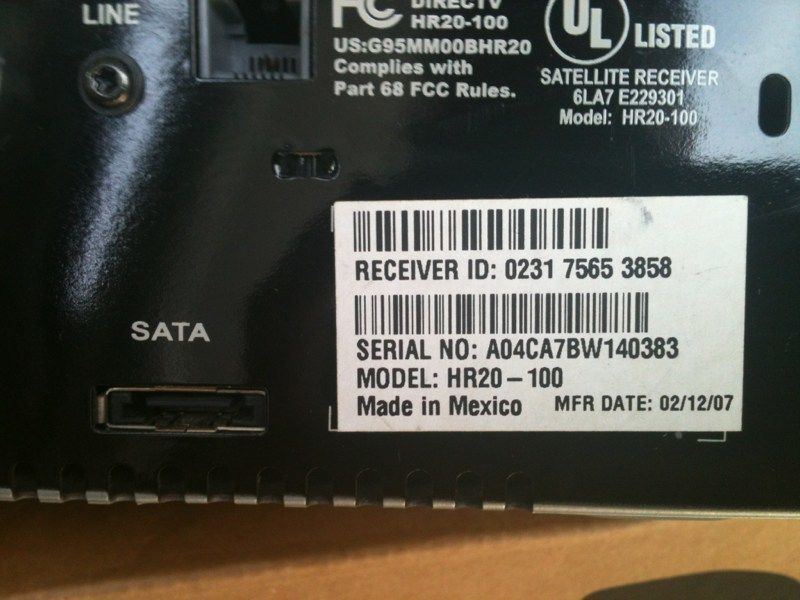 LINE
FC DIRECTV
HR20-100
US:G95MM00BHR20
Complies with
Part 68 FCC Rules.
UL LISTED
SATELLITE RECEIVER
6LA7 E229301
Model: HR20-100
RECEIVER ID: 0231 7565 3858
SERIAL NO: A04CA7BW140383
MODEL: HR20-100
Made in Mexico MFR DATE: 02/12/07
SATA